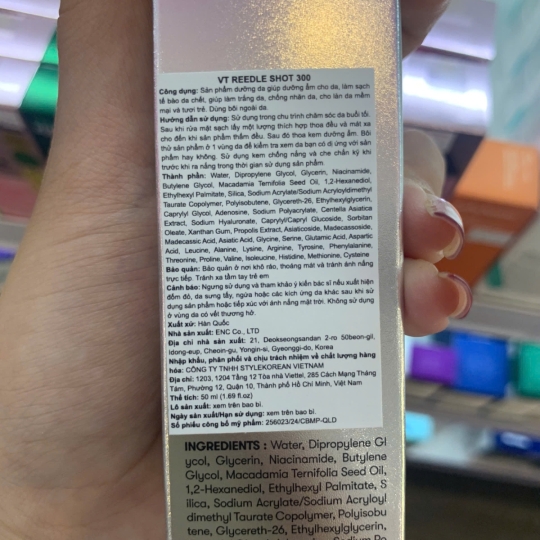 VT REEDLE SHOT 300
Công dụng: Sản phẩm dưỡng da giúp dưỡng ẩm cho da, làm sạch
tế bào da chết, giúp làm trắng da, chống nhăn da, cho làn da mềm
mại và tươi trẻ. Dùng bôi ngoài da.
Hướng dẫn sử dụng: Sử dụng trong chu trình chăm sóc da buổi tối.
Sau khi rửa mặt sạch lấy một lượng thích hợp thoa đều và mát xa
cho đến khi sản phẩm thẩm đều. Sau đó thoa kem dưỡng ẩm. Bôi
thử sản phẩm ở 1 vùng da để kiểm tra xem da bạn có dị ứng với sản
phẩm hay không. Sử dụng kem chống nắng và che chắn kỹ khi
trước khi ra nắng trong thời gian sử dụng sản phẩm.
Thành phần: Water, Dipropylene Glycol, Glycerin, Niacinamide,
Butylene Glycol, Macadamia Ternifolia Seed Oil, 1,2-Hexanediol,
Ethylhexyl Palmitate, Silica, Sodium Acrylate/Sodium Acryloyldimethyl
Taurate Copolymer, Polyisobutene, Glycereth-26, Ethylhexylglycerin,
Caprylyl Glycol, Adenosine, Sodium Polyacrylate, Centella Asiatica
Extract, Sodium Hyaluronate, Caprylyl/Capryl Glucoside, Sorbitan
Oleate, Xanthan Gum, Propolis Extract, Asiaticoside, Madecassoside,
Madecassic Acid, Asiatic Acid, Glycine, Serine, Glutamic Acid, Aspartic
Acid, Leucine, Alanine, Lysine, Arginine, Tyrosine, Phenylalanine,
Threonine, Proline, Valine, Isoleucine, Histidine, Methionine, Cysteine
Bảo quản: Bảo quản ở nơi khô ráo, thoáng mát và tránh ánh nắng
trực tiếp. Tránh xa tầm tay trẻ em
Cảnh báo: Ngưng sử dụng và tham khảo ý kiến bác sĩ nếu xuất hiện
đốm đỏ, da sưng tấy, ngứa hoặc các kích ứng da khác sau khi sử
dụng sản phẩm hoặc tiếp xúc với ánh nắng mặt trời. Không sử dụng
ở vùng da có vết thương hở.
Xuất xứ: Hàn Quốc
Nhà sản xuất: ENC Co., LTD
Địa chỉ nhà sản xuất: 21, Deokseongsandan 2-ro 50beon-gil,
Idong-eup, Cheoin-gu, Yongin-si, Gyeonggi-do, Korea
Nhập khẩu, phân phối và chịu trách nhiệm về chất lượng hàng
hóa: CÔNG TY TNHH STYLEKOREAN VIETNAM
Địa chỉ: 1203, 1204 Tầng 12 Tòa nhà Viettel, 285 Cách Mạng Tháng
Tám, Phường 12, Quận 10, Thành phố Hồ Chí Minh, Việt Nam
Thể tích: 50 ml (1.69 fl.oz)
Lô sản xuất: xem trên bao bì.
Ngày sản xuất/Hạn sử dụng: xem trên bao bì.
Số phiếu công bố mỹ phẩm: 256023/24/CBMP-QLD
INGREDIENTS : Water, Dipropylene Gl
ycol, Glycerin, Niacinamide, Butylene
Glycol, Macadamia Ternifolia Seed Oil,
1,2-Hexanediol, Ethylhexyl Palmitate, S
ilica, Sodium Acrylate/Sodium Acryloyl
dimethyl Taurate Copolymer, Polyisobu
tene, Glycereth-26, Ethylhexylglycerin,